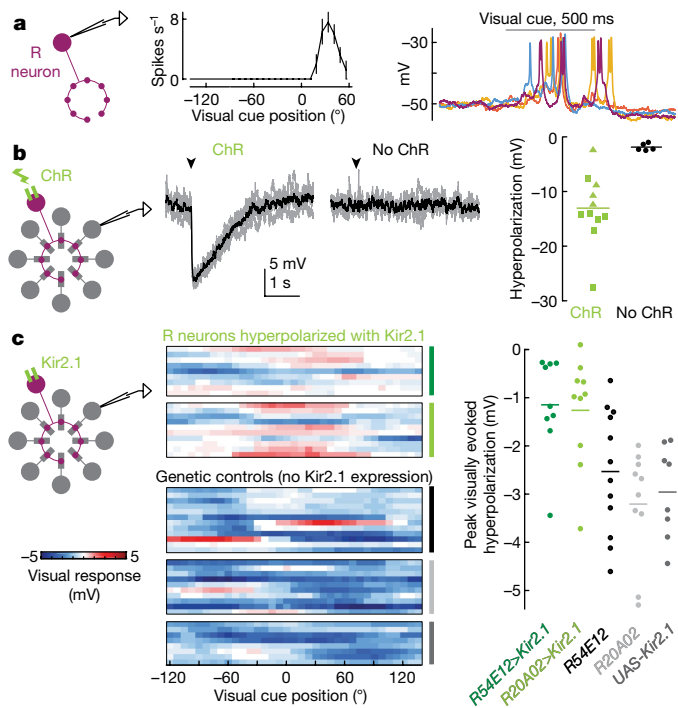 a
R
neuron
Spikes s⁻¹
8
0
−120
−60
0
60
Visual cue position (°)
Visual cue, 500 ms
−30
mV
−50
b
ChR
ChR
No ChR
5 mV
1 s
Hyperpolarization (mV)
0
−10
−20
−30
ChR
No ChR
c
Kir2.1
R neurons hyperpolarized with Kir2.1
Genetic controls (no Kir2.1 expression)
−5
5
Visual response
(mV)
−120
−60
0
60
120
Visual cue position (°)
Peak visually evoked
hyperpolarization (mV)
0
−1
−2
−3
−4
−5
R54E12>Kir2.1
R20A02>Kir2.1
R54E12
R20A02
UAS-Kir2.1